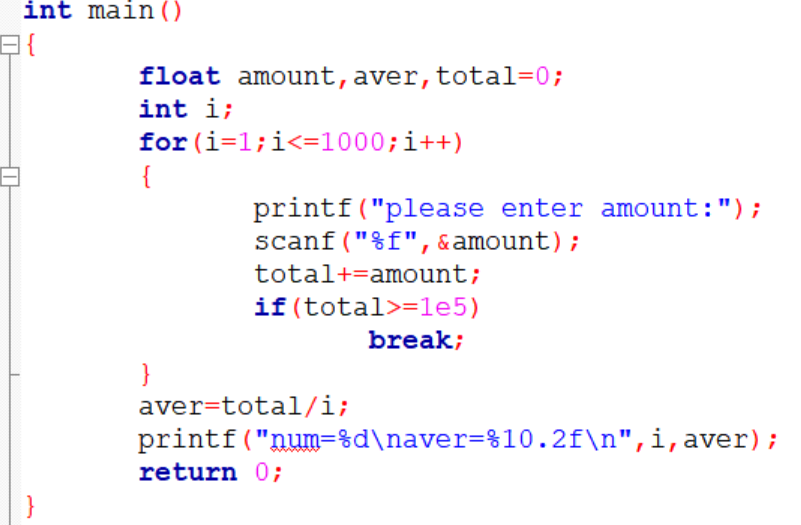 int main()
{
float amount,aver,total=0;
int i;
for(i=1;i<=1000;i++)
{
printf("please enter amount:");
scanf("%f",&amount);
total+=amount;
if(total>=1e5)
break;
}
aver=total/i;
printf("num=%d\naver=%10.2f\n",i,aver);
return 0;
}